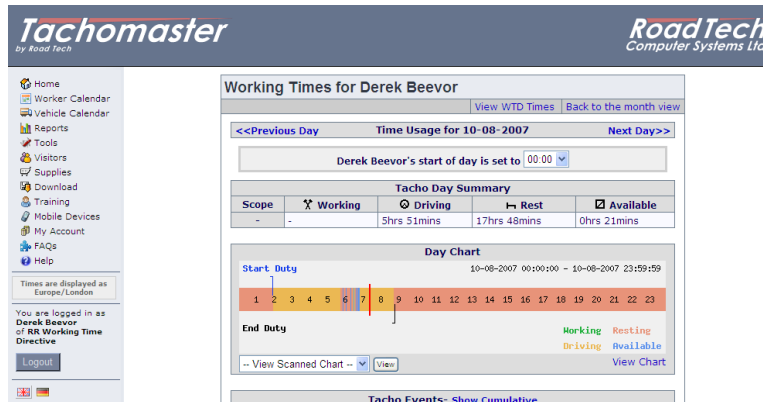 Tachomaster
by Road Tech
RoadTech
Computer Systems Ltd
Home
Worker Calendar
Vehicle Calendar
Reports
Tools
Visitors
Supplies
Download
Training
Mobile Devices
My Account
FAQs
Help
Times are displayed as
Europe/London
You are logged in as
Derek Beevor
of RR Working Time
Directive
Logout
Working Times for Derek Beevor
View WTD Times Back to the month view
<<Previous Day Time Usage for 10-08-2007 Next Day>>
Derek Beevor's start of day is set to 00:00
Tacho Day Summary
Scope Working Driving Rest Available
- - 5hrs 51mins 17hrs 48mins 0hrs 21mins
Day Chart
Start Duty 10-08-2007 00:00:00 - 10-08-2007 23:59:59
1 2 3 4 5 6 7 8 9 10 11 12 13 14 15 16 17 18 19 20 21 22 23
End Duty
Working Resting
Driving Available
-- View Scanned Chart -- View View Chart
Tacho Events- Show Cumulative